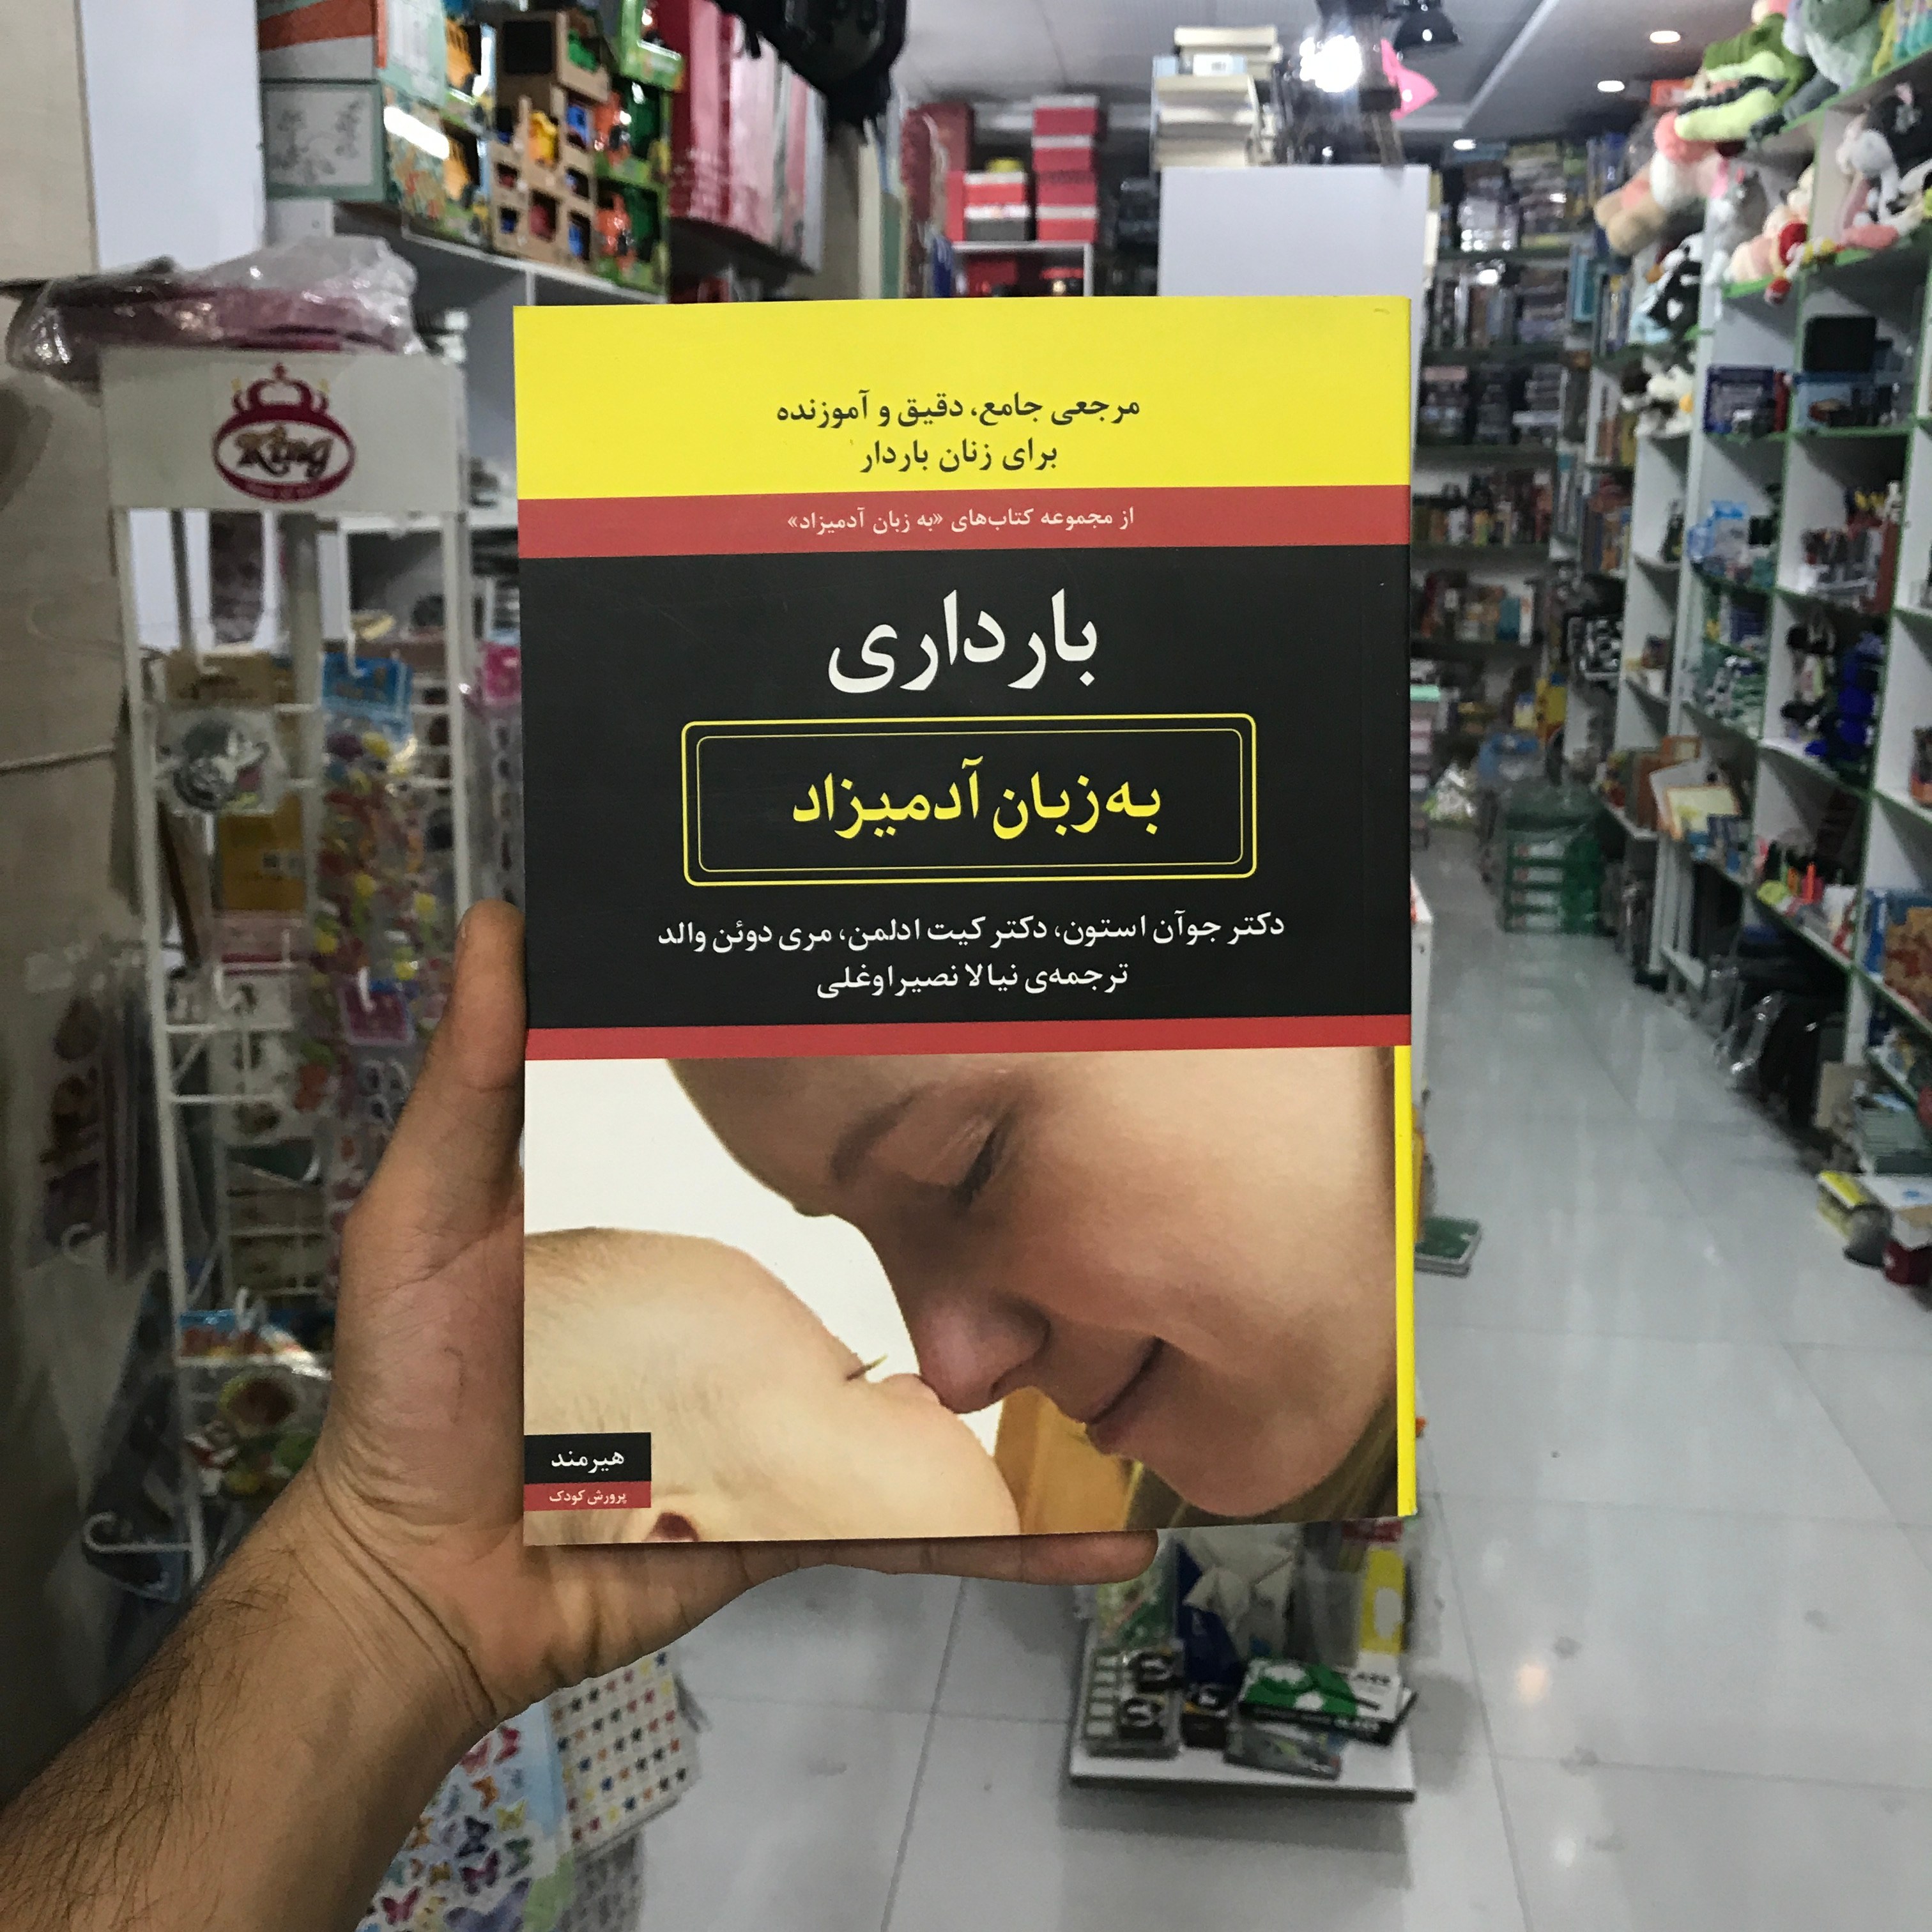 King
مرجعی جامع، دقیق و آموزنده
برای زنان باردار
از مجموعه کتاب‌های «به زبان آدمیزاد»
بارداری
به زبان آدمیزاد
دکتر جوآن استون، دکتر کیت ادلمن، مری دوئن والد
ترجمه‌ی نیالا نصیراوغلی
هیرمند
پرورش کودک